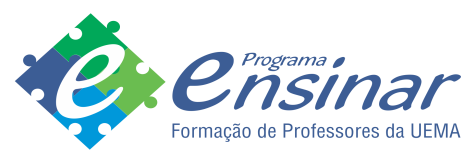 e
Programa
ensinar
Formação de Professores da UEMA